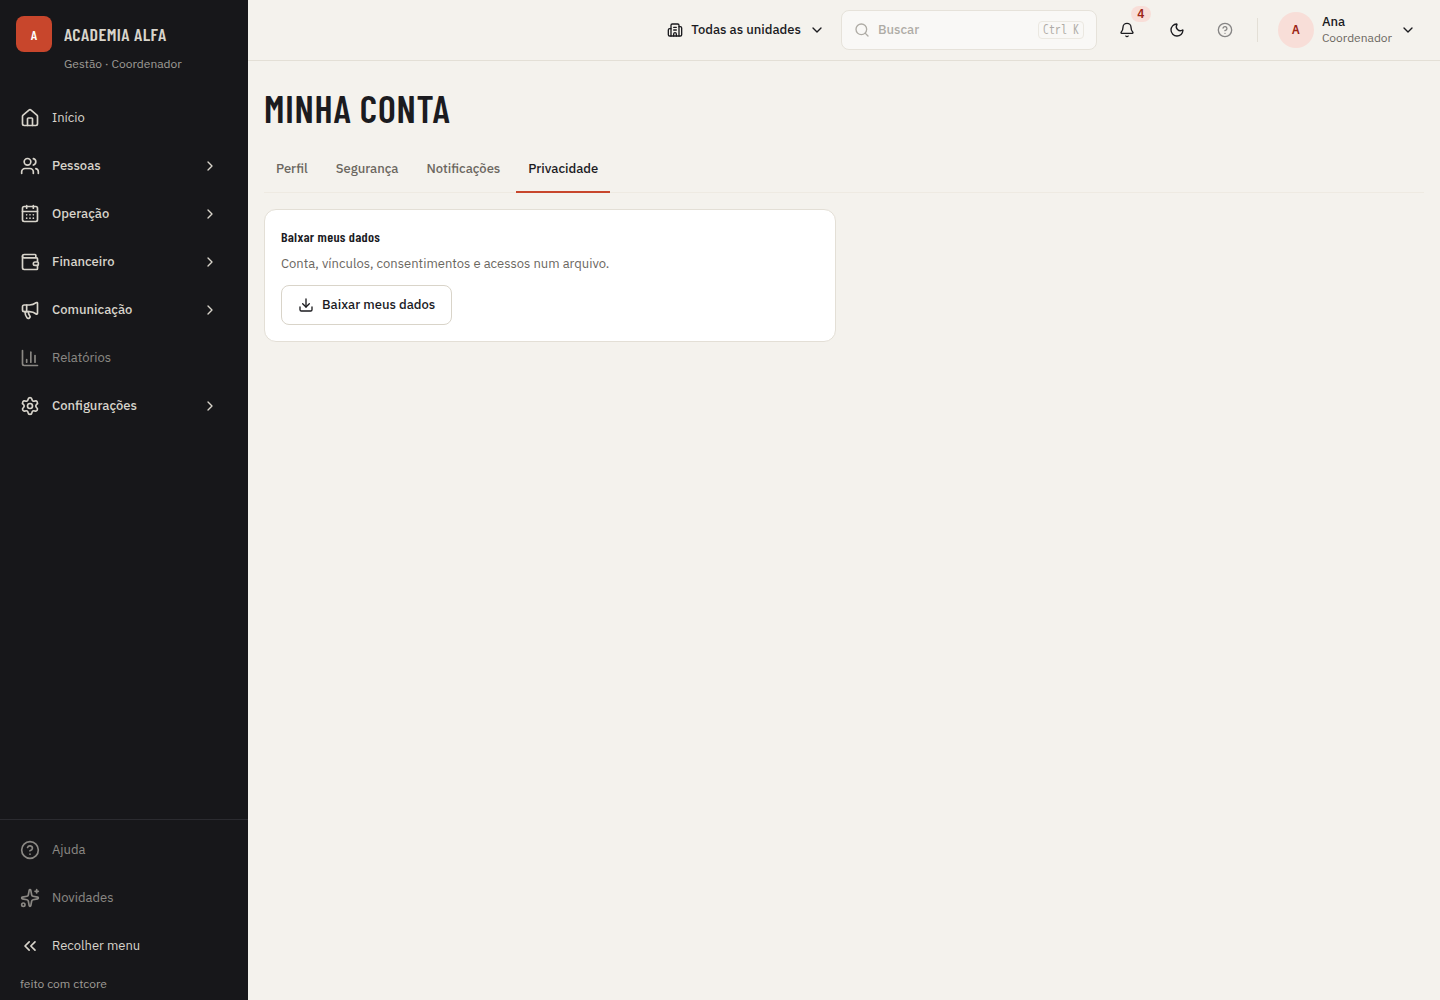 A
ACADEMIA ALFA
Gestão · Coordenador
Início
Pessoas
Operação
Financeiro
Comunicação
Relatórios
Configurações
Ajuda
Novidades
Recolher menu
feito com ctcore
Todas as unidades
Buscar
Ctrl K
4
A
Ana
Coordenador
MINHA CONTA
Perfil
Segurança
Notificações
Privacidade
Baixar meus dados
Conta, vínculos, consentimentos e acessos num arquivo.
Baixar meus dados